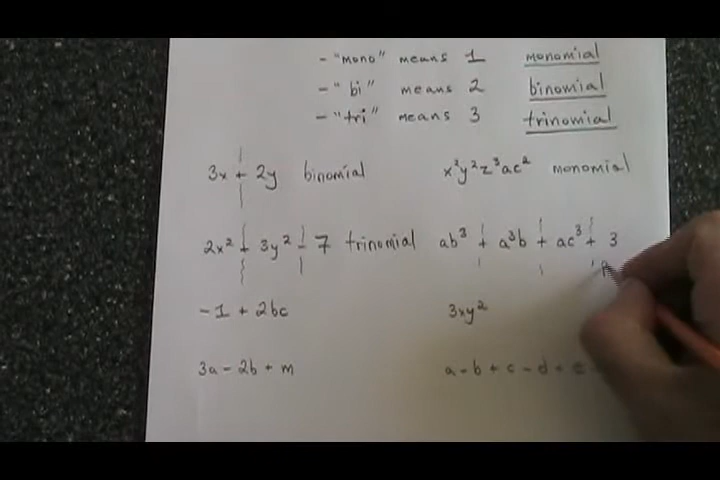 - "mono" means 1 monomial
- "bi" means 2 binomial
- "tri" means 3 trinomial
3x + 2y binomial x²y²z³ac² monomial
2x² + 3y² - 7 trinomial ab³ + a³b + ac³ + 3
-1 + 2bc 3xy²
3a - 2b + m a - b + c - d + e